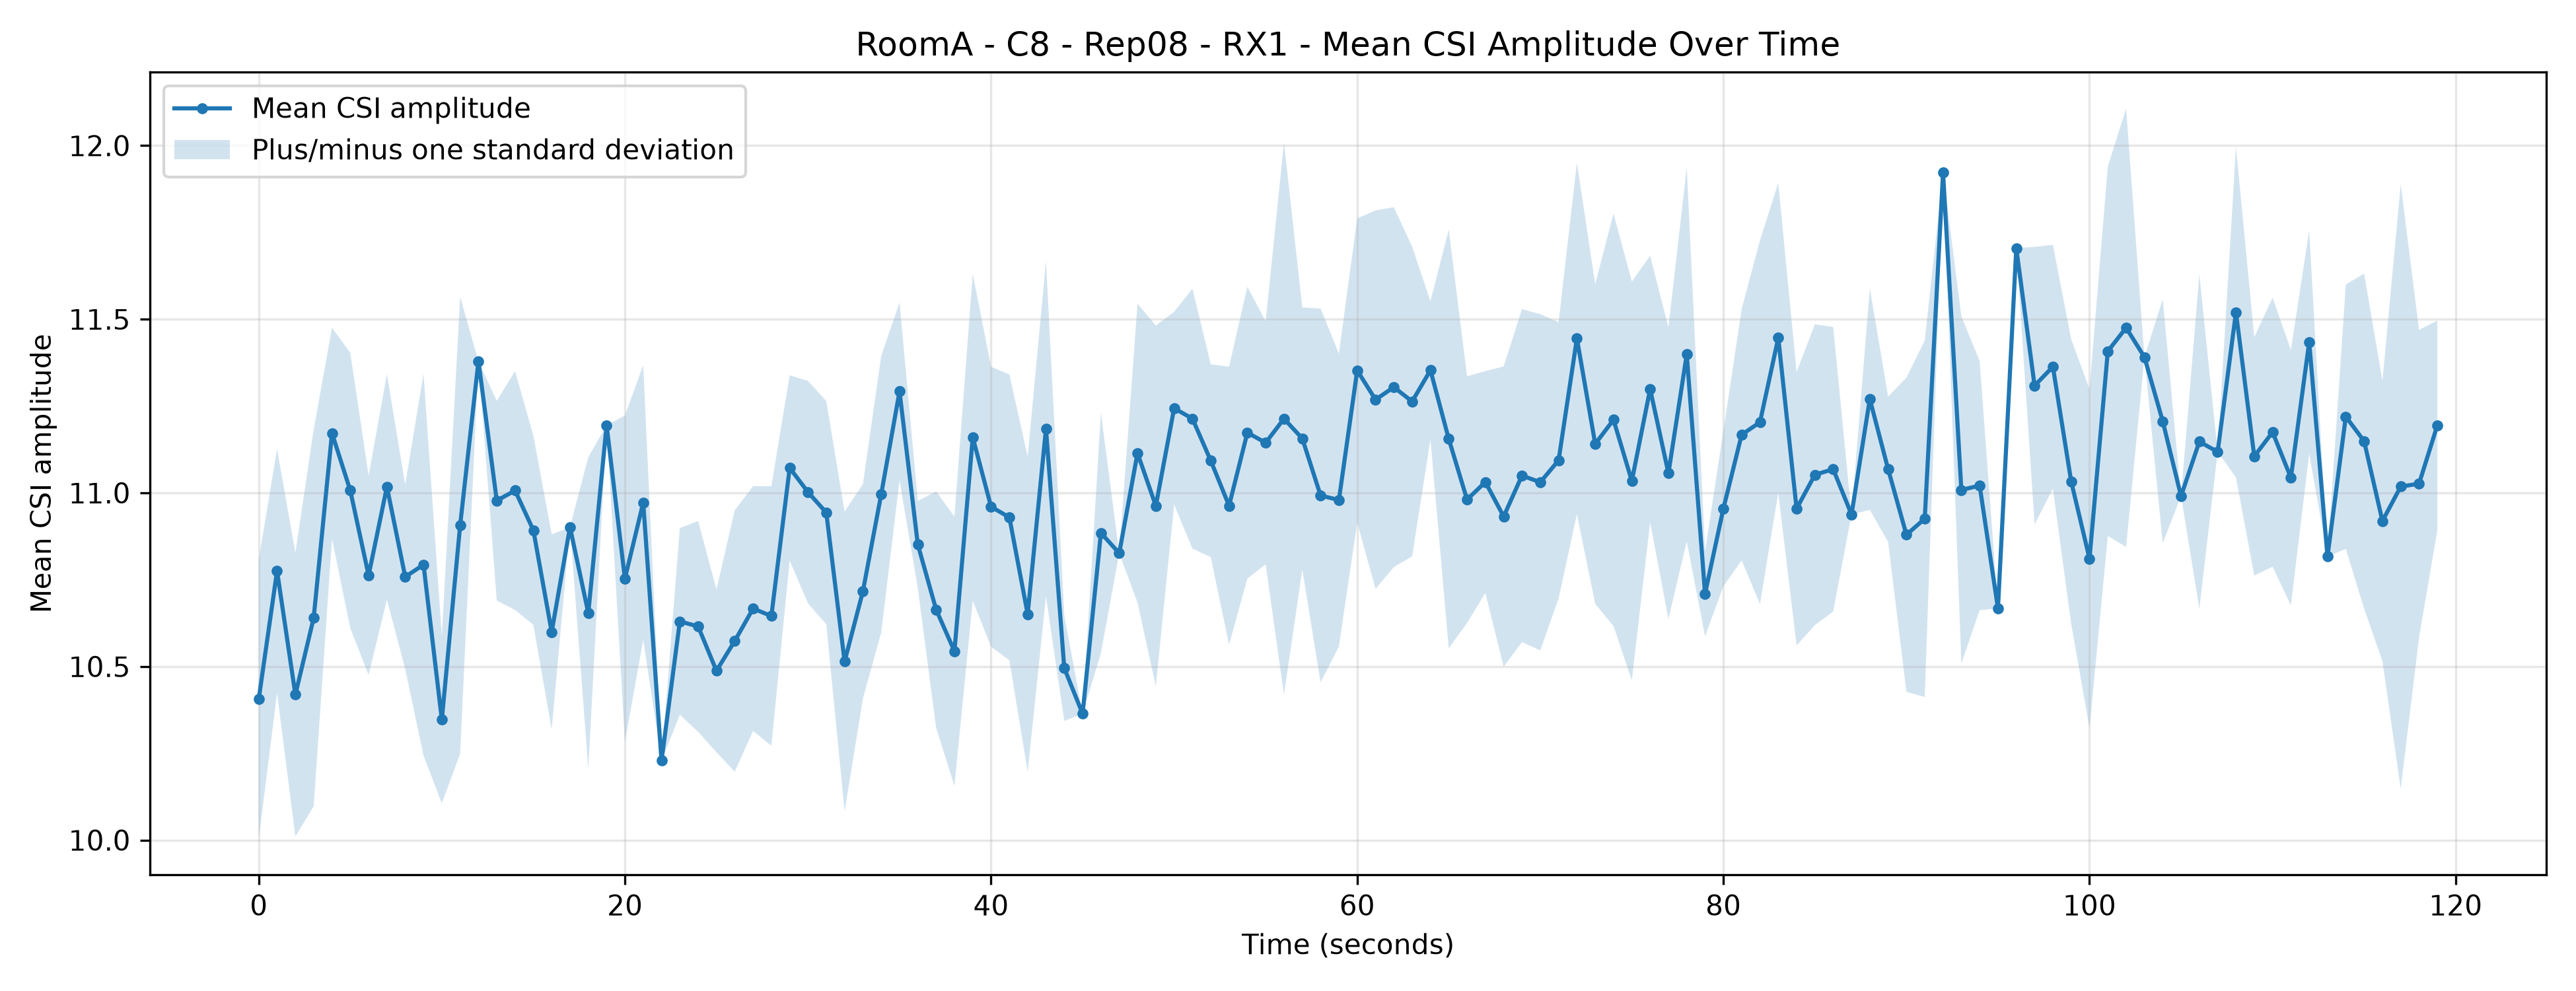 RoomA - C8 - Rep08 - RX1 - Mean CSI Amplitude Over Time
Mean CSI amplitude
Plus/minus one standard deviation
12.0
11.5
11.0
10.5
10.0
Mean CSI amplitude
0 20 40 60 80 100 120
Time (seconds)